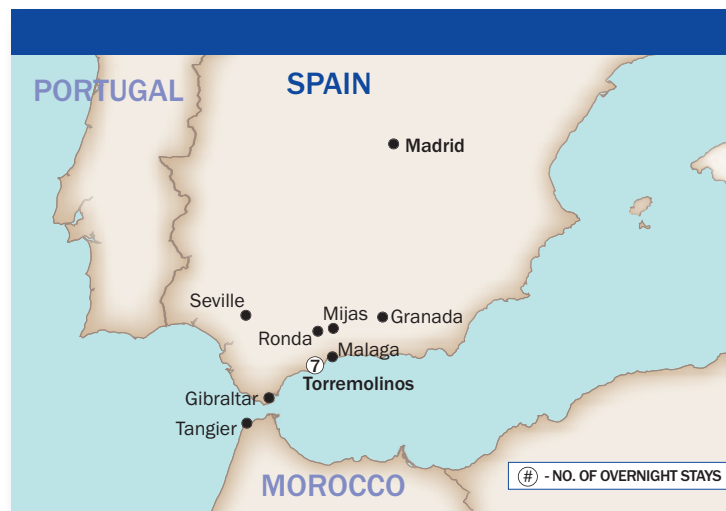 PORTUGAL
SPAIN
Madrid
Seville
Mijas
Granada
Ronda
Malaga
7
Torremolinos
Gibraltar
Tangier
MOROCCO
# - NO. OF OVERNIGHT STAYS